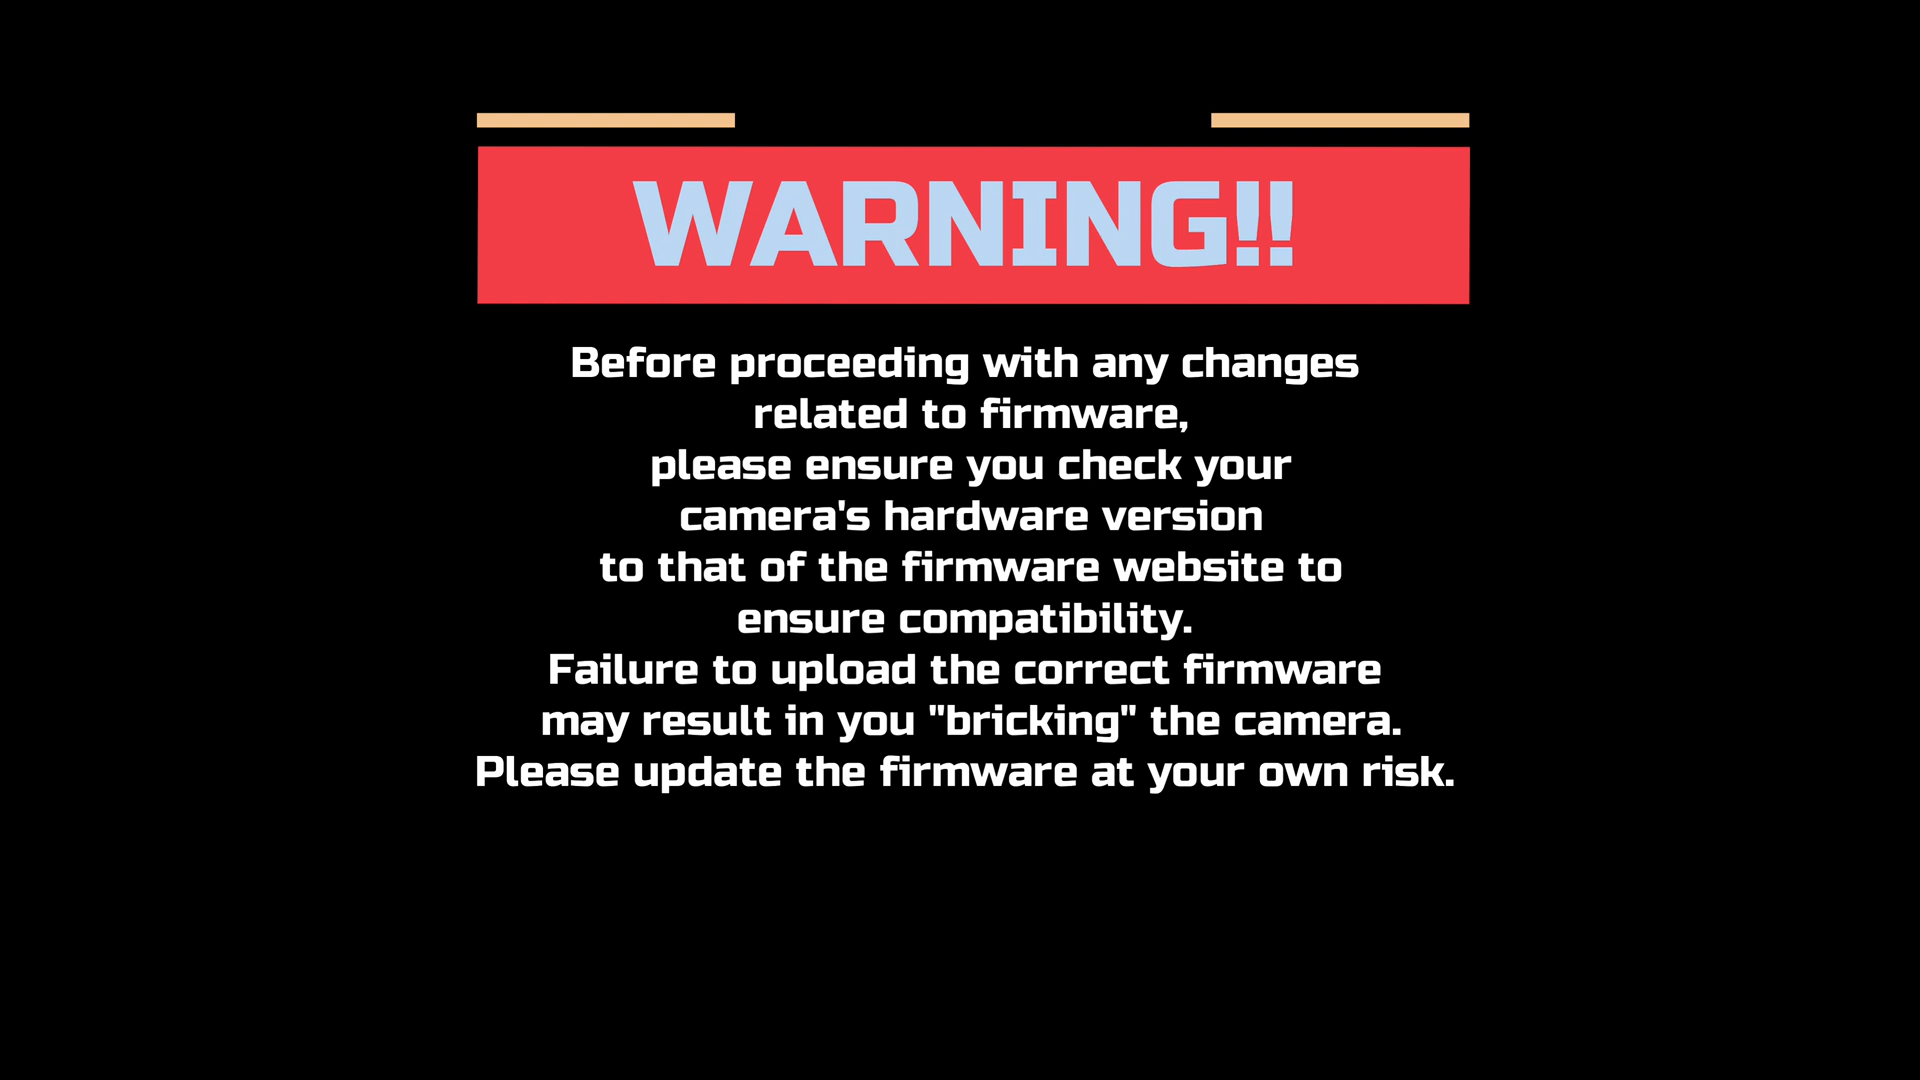 WARNING!!
Before proceeding with any changes
related to firmware,
please ensure you check your
camera's hardware version
to that of the firmware website to
ensure compatibility.
Failure to upload the correct firmware
may result in you "bricking" the camera.
Please update the firmware at your own risk.